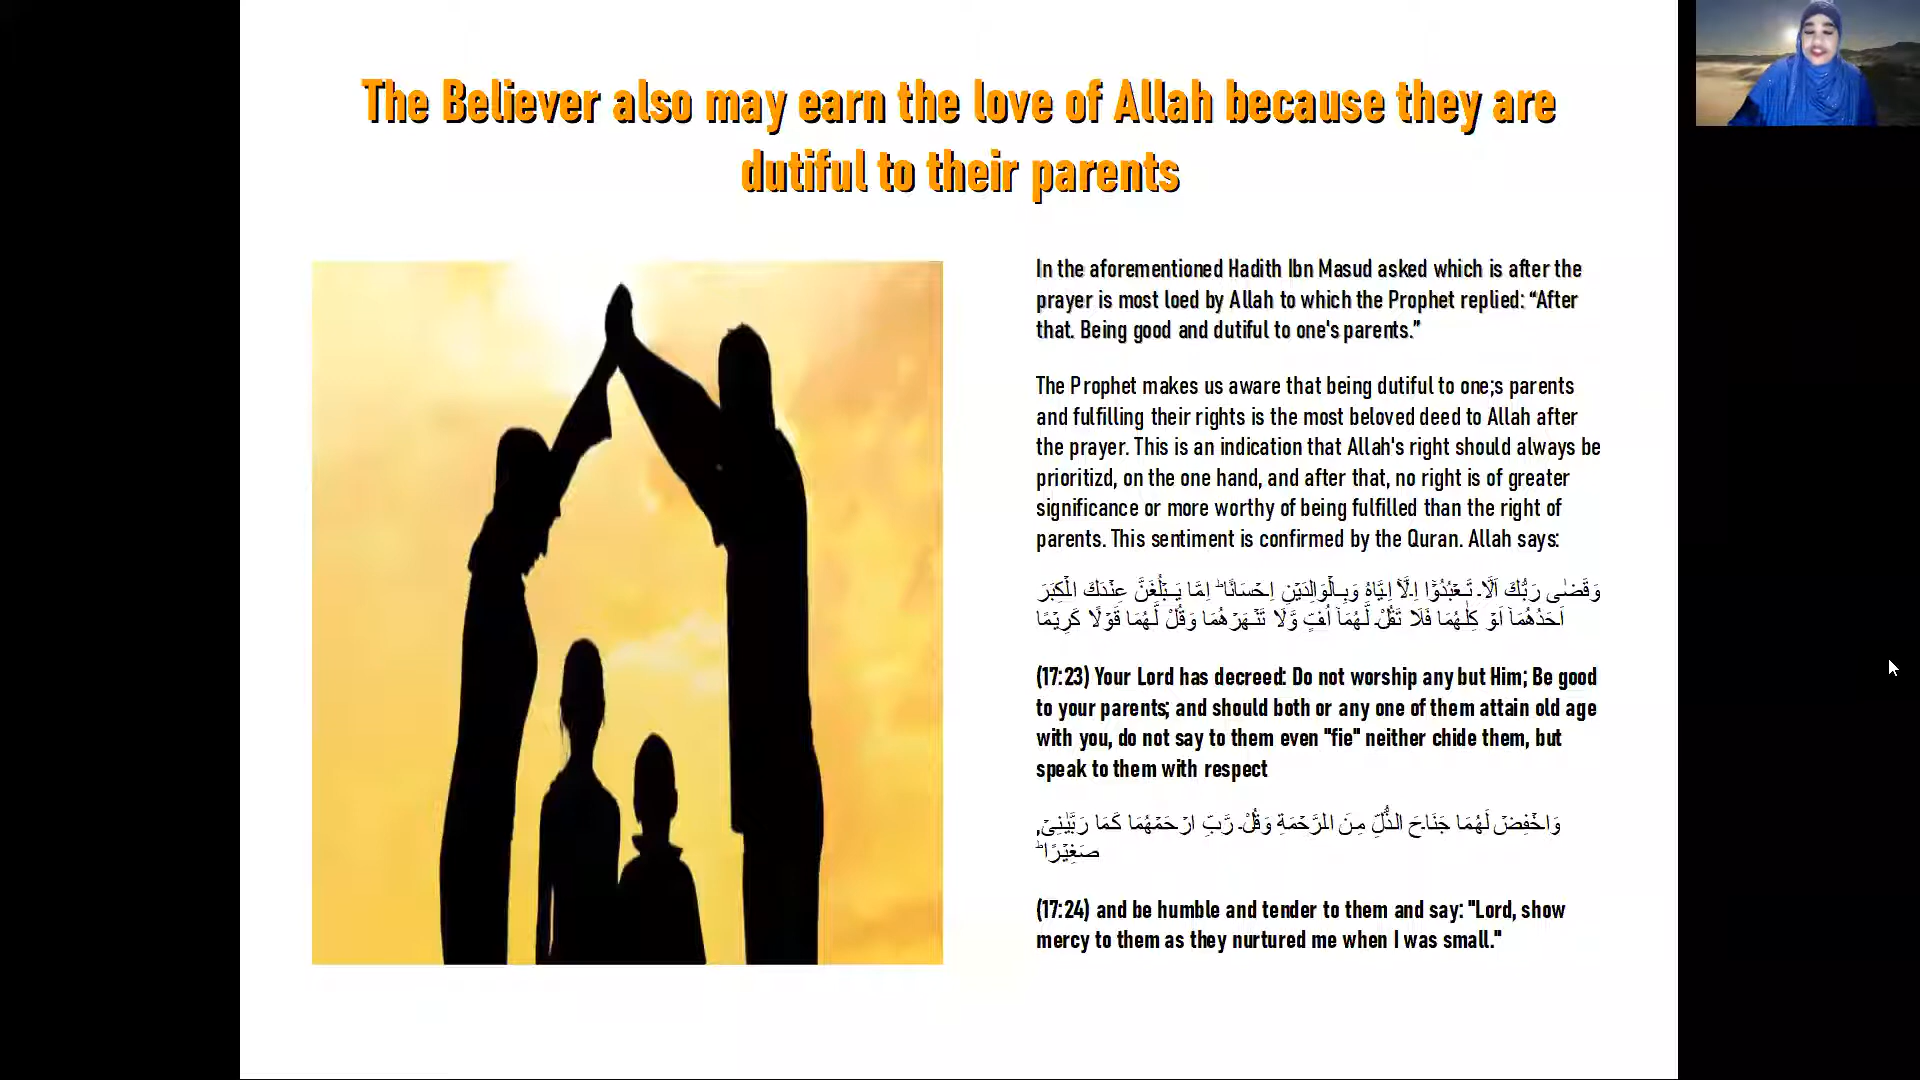 The Believer also may earn the love of Allah because they are
dutiful to their parents
In the aforementioned Hadith Ibn Masud asked which is after the
prayer is most loed by Allah to which the Prophet replied: “After
that. Being good and dutiful to one's parents.”
The Prophet makes us aware that being dutiful to one;s parents
and fulfilling their rights is the most beloved deed to Allah after
the prayer. This is an indication that Allah's right should always be
prioritizd, on the one hand, and after that, no right is of greater
significance or more worthy of being fulfilled than the right of
parents. This sentiment is confirmed by the Quran. Allah says:
وَقَضٰى رَبُّكَ اَلَّا تَعۡبُدُوۡۤا اِلَّاۤ اِيَّاهُ وَبِالۡوَالِدَيۡنِ اِحۡسَانًا ؕ اِمَّا يَـبۡلُغَنَّ عِنۡدَكَ الۡكِبَرَ
اَحَدُهُمَاۤ اَوۡ كِلٰهُمَا فَلَا تَقُلْ لَّهُمَاۤ اُفٍّ وَّلَا تَنۡهَرۡهُمَا وَقُلْ لَّهُمَا قَوۡلًا كَرِيۡمًا
(17:23) Your Lord has decreed: Do not worship any but Him; Be good
to your parents; and should both or any one of them attain old age
with you, do not say to them even "fie" neither chide them, but
speak to them with respect
وَاخۡفِضۡ لَهُمَا جَنَاحَ الذُّلِّ مِنَ الرَّحۡمَةِ وَقُلْ رَّبِّ ارۡحَمۡهُمَا كَمَا رَبَّيٰنِىۡ
صَغِيۡرًا ؕ
(17:24) and be humble and tender to them and say: "Lord, show
mercy to them as they nurtured me when I was small."